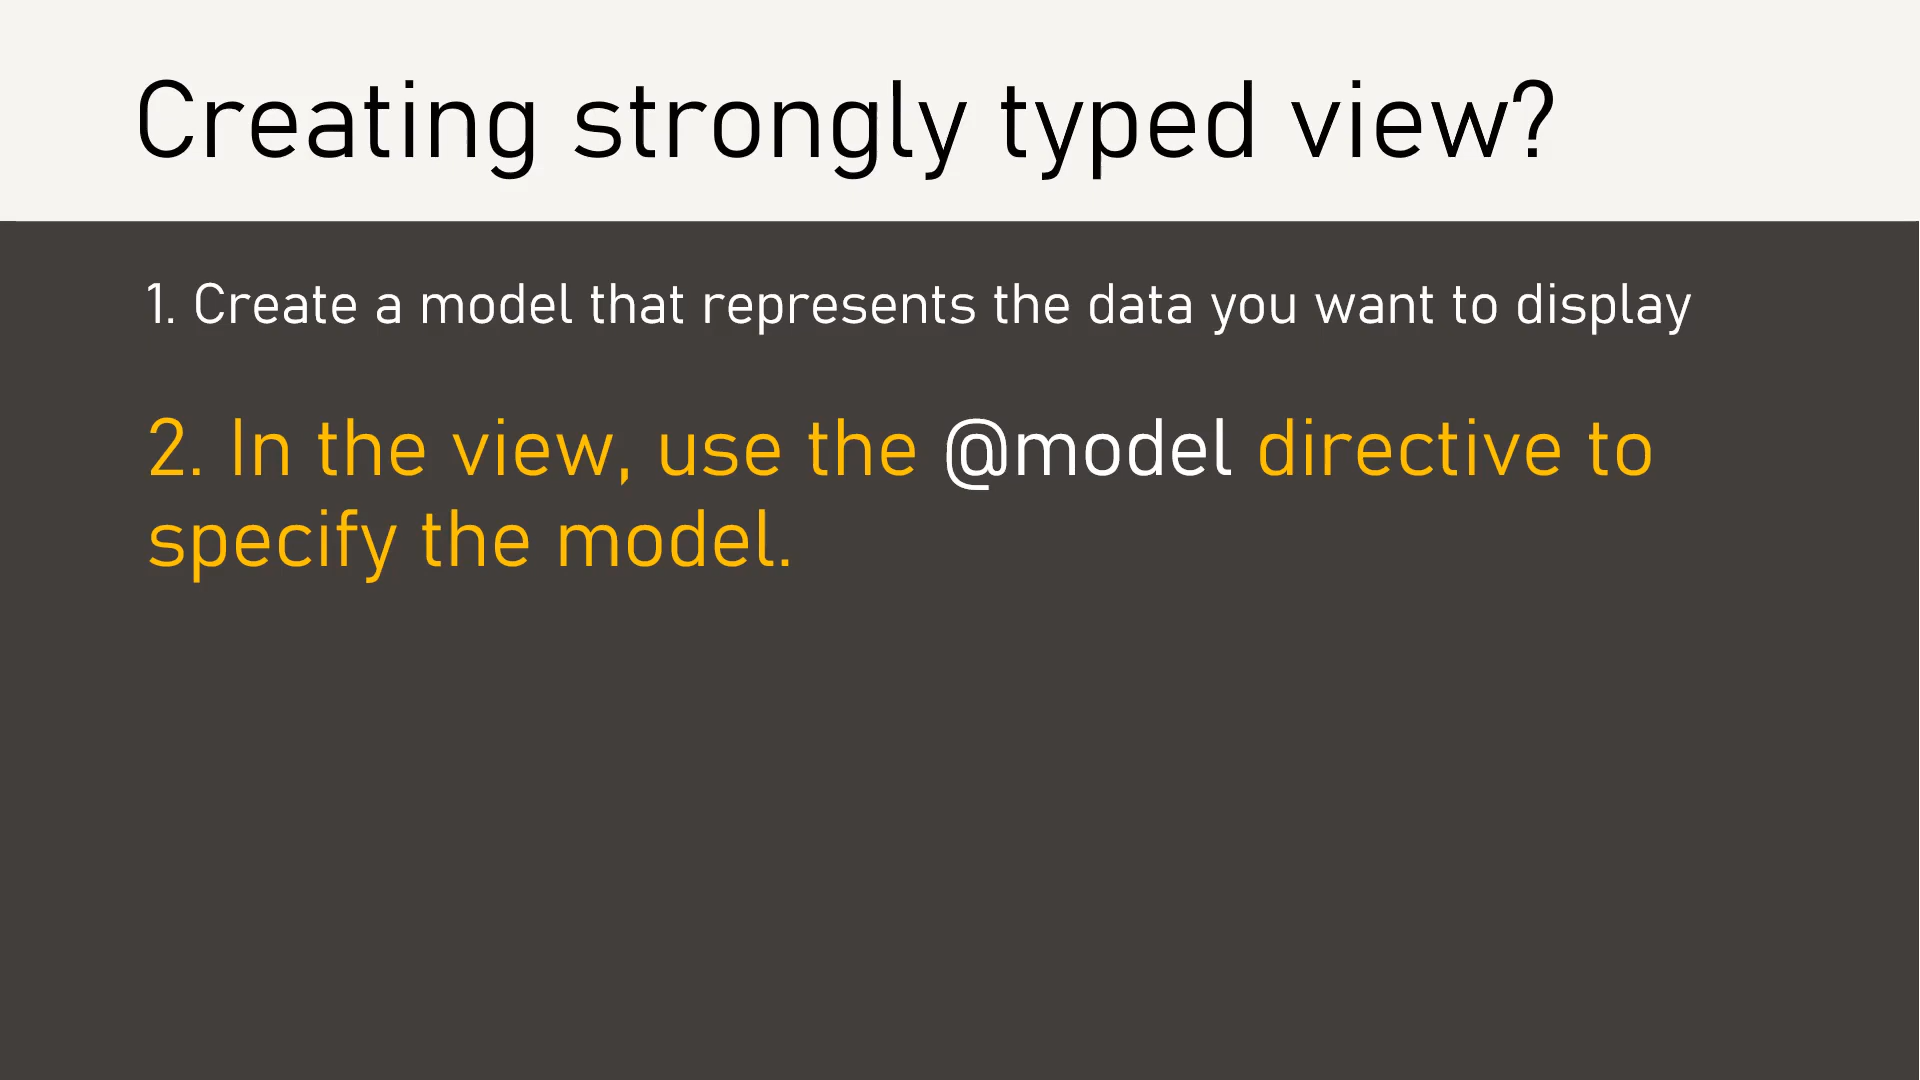 Creating strongly typed view?
1. Create a model that represents the data you want to display
2. In the view, use the @model directive to
specify the model.